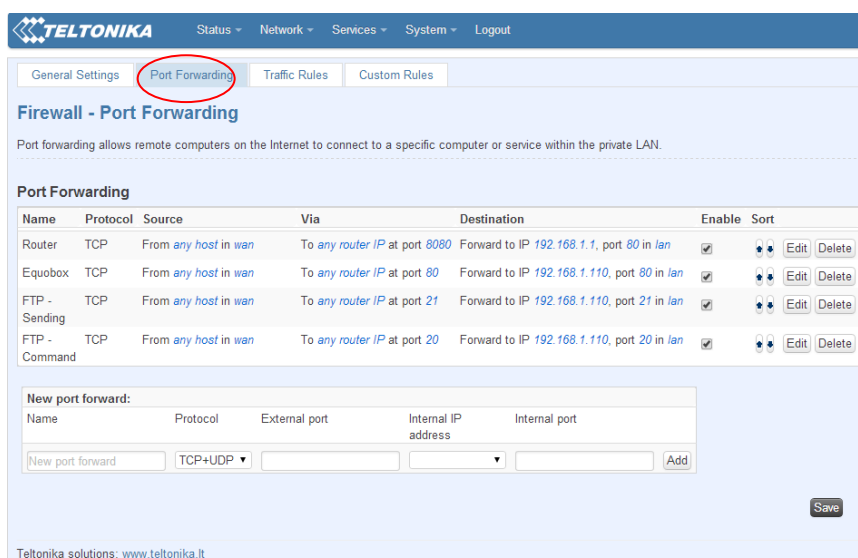 TELTONIKA Status Network Services System Logout
General Settings Port Forwarding Traffic Rules Custom Rules
Firewall - Port Forwarding
Port forwarding allows remote computers on the Internet to connect to a specific computer or service within the private LAN.
Port Forwarding
Name Protocol Source Via Destination Enable Sort
Router TCP From any host in wan To any router IP at port 8080 Forward to IP 192.168.1.1, port 80 in lan Edit Delete
Equobox TCP From any host in wan To any router IP at port 80 Forward to IP 192.168.1.110, port 80 in lan Edit Delete
FTP - TCP From any host in wan To any router IP at port 21 Forward to IP 192.168.1.110, port 21 in lan Edit Delete
Sending
FTP - TCP From any host in wan To any router IP at port 20 Forward to IP 192.168.1.110, port 20 in lan Edit Delete
Command
New port forward:
Name Protocol External port Internal IP Internal port
address
New port forward TCP+UDP Add
Save
Teltonika solutions: www.teltonika.lt